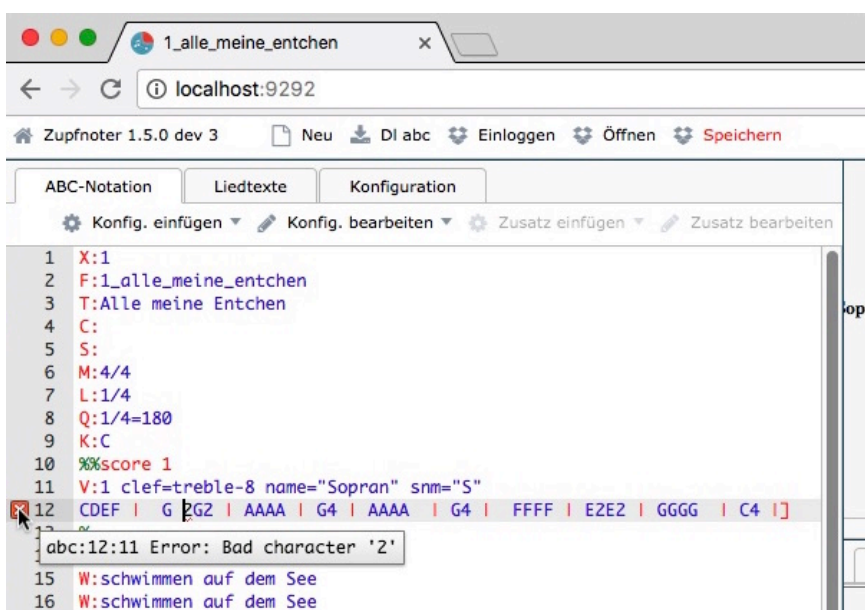 1_alle_meine_entchen
localhost:9292
Zupfnoter 1.5.0 dev 3 Neu Dl abc Einloggen Öffnen Speichern
ABC-Notation Liedtexte Konfiguration
Konfig. einfügen Konfig. bearbeiten Zusatz einfügen Zusatz bearbeiten
1 X:1
2 F:1_alle_meine_entchen
3 T:Alle meine Entchen
4 C:
5 S:
6 M:4/4
7 L:1/4
8 Q:1/4=180
9 K:C
10 %%score 1
11 V:1 clef=treble-8 name="Sopran" snm="S"
12 CDEF | G 2G2 | AAAA | G4 | AAAA | G4 | FFFF | E2E2 | GGGG | C4 |]
abc:12:11 Error: Bad character '2'
15 W:schwimmen auf dem See
16 W:schwimmen auf dem See